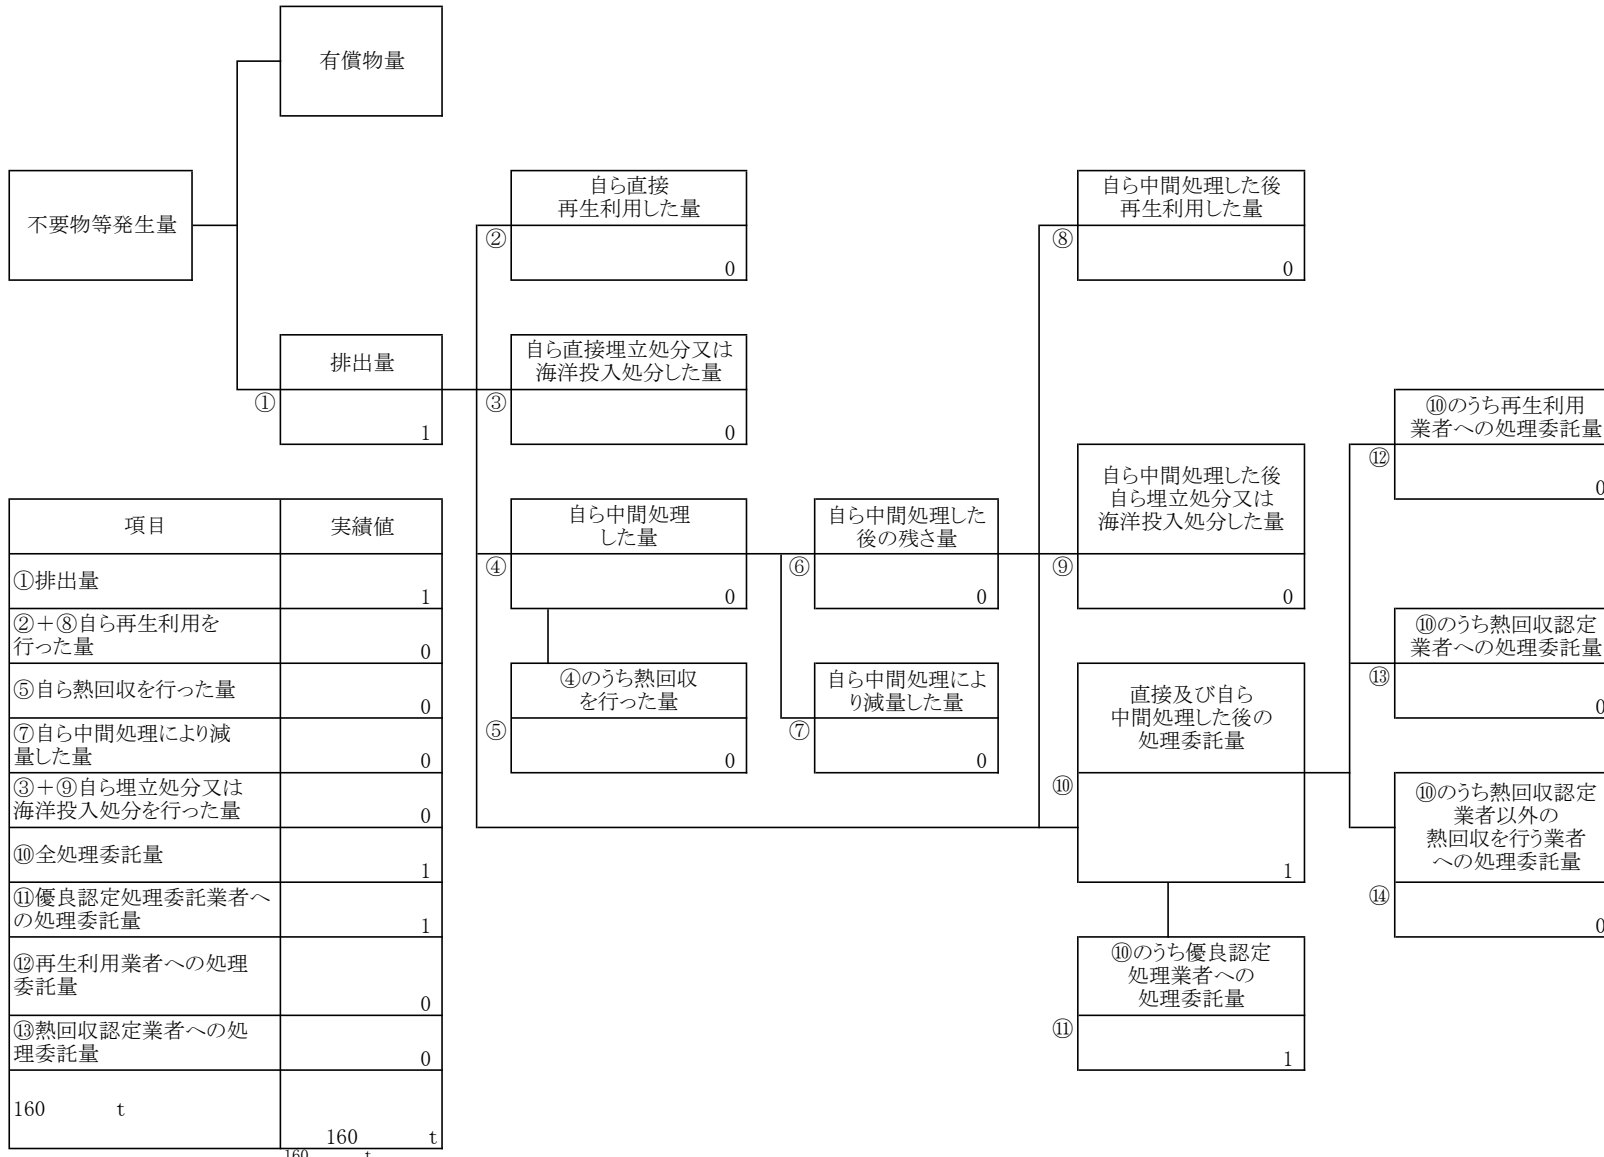 有償物量
不要物等発生量
自ら直接
再生利用した量
②
0
自ら中間処理した後
再生利用した量
⑧
0
排出量
①
1
自ら直接埋立処分又は
海洋投入処分した量
③
0
⑩のうち再生利用
業者への処理委託量
⑫
0
自ら中間処理した後
自ら埋立処分又は
海洋投入処分した量
⑨
0
自ら中間処理
した量
④
0
自ら中間処理した
後の残さ量
⑥
0
⑩のうち熱回収認定
業者への処理委託量
⑬
0
④のうち熱回収
を行った量
⑤
0
自ら中間処理によ
り減量した量
⑦
0
直接及び自ら
中間処理した後の
処理委託量
⑩
1
⑩のうち熱回収認定
業者以外の
熱回収を行う業者
への処理委託量
⑭
0
⑩のうち優良認定
処理業者への
処理委託量
⑪
1
項目 実績値
①排出量
1
②＋⑧自ら再生利用を
行った量
0
⑤自ら熱回収を行った量
0
⑦自ら中間処理により減
量した量
0
③＋⑨自ら埋立処分又は
海洋投入処分を行った量
0
⑩全処理委託量
1
⑪優良認定処理委託業者へ
の処理委託量
1
⑫再生利用業者への処理
委託量
0
⑬熱回収認定業者への処
理委託量
0
160 t
160 t
160 t